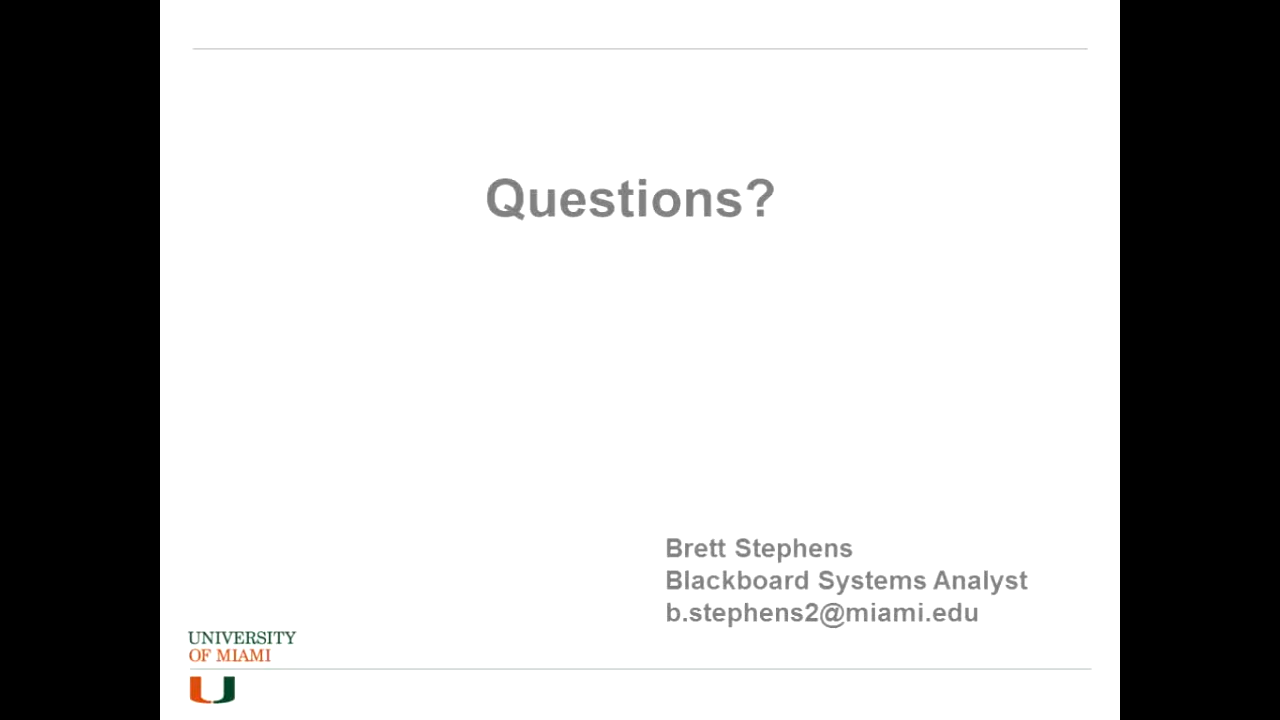 Questions?
Brett Stephens
Blackboard Systems Analyst
b.stephens2@miami.edu
UNIVERSITY
OF MIAMI